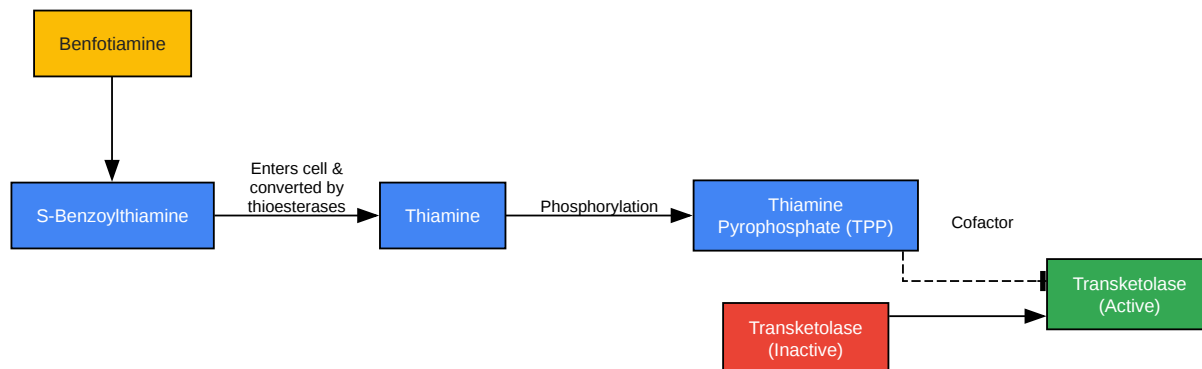 Benfotiamine
Enters cell &
converted by
thioesterases
S-Benzoylthiamine
Thiamine
Phosphorylation
Thiamine
Pyrophosphate (TPP)
Cofactor
Transketolase
(Active)
Transketolase
(Inactive)